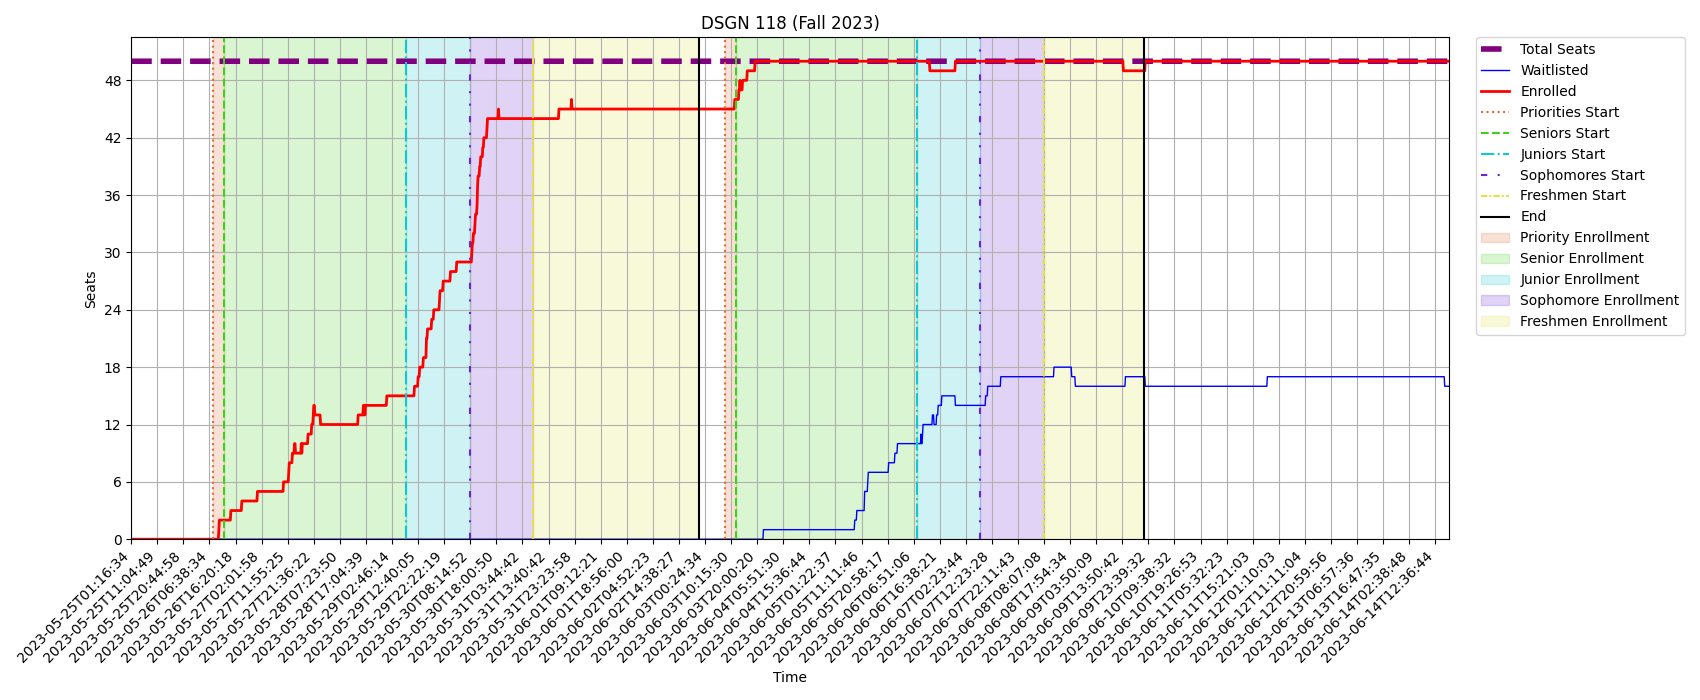 DSGN 118 (Fall 2023)
Total Seats
Waitlisted
Enrolled
Priorities Start
Seniors Start
Juniors Start
Sophomores Start
Freshmen Start
End
Priority Enrollment
Senior Enrollment
Junior Enrollment
Sophomore Enrollment
Freshmen Enrollment
Seats
48
42
36
30
24
18
12
6
0
2023-05-25T01:16:34
2023-05-25T11:04:49
2023-05-25T20:44:58
2023-05-26T06:38:34
2023-05-26T16:20:18
2023-05-27T02:01:58
2023-05-27T11:55:25
2023-05-27T21:36:22
2023-05-28T07:23:50
2023-05-28T17:04:39
2023-05-29T02:46:14
2023-05-29T12:40:05
2023-05-29T22:22:19
2023-05-30T08:14:52
2023-05-30T18:00:50
2023-05-31T03:44:42
2023-05-31T13:40:42
2023-05-31T23:23:58
2023-06-01T09:12:21
2023-06-01T18:56:00
2023-06-02T04:52:23
2023-06-02T14:38:27
2023-06-03T00:24:34
2023-06-03T10:15:30
2023-06-03T20:00:20
2023-06-04T05:51:30
2023-06-04T15:36:44
2023-06-05T01:22:37
2023-06-05T11:11:46
2023-06-05T20:58:17
2023-06-06T06:51:06
2023-06-06T16:38:21
2023-06-07T02:23:44
2023-06-07T12:23:28
2023-06-07T22:11:43
2023-06-08T08:07:08
2023-06-08T17:54:34
2023-06-09T03:50:09
2023-06-09T13:50:42
2023-06-09T23:39:32
2023-06-10T09:38:32
2023-06-10T19:26:53
2023-06-11T05:32:23
2023-06-11T15:21:03
2023-06-12T01:10:03
2023-06-12T11:11:04
2023-06-12T20:59:56
2023-06-13T06:57:36
2023-06-13T16:47:35
2023-06-14T02:38:48
2023-06-14T12:36:44
Time